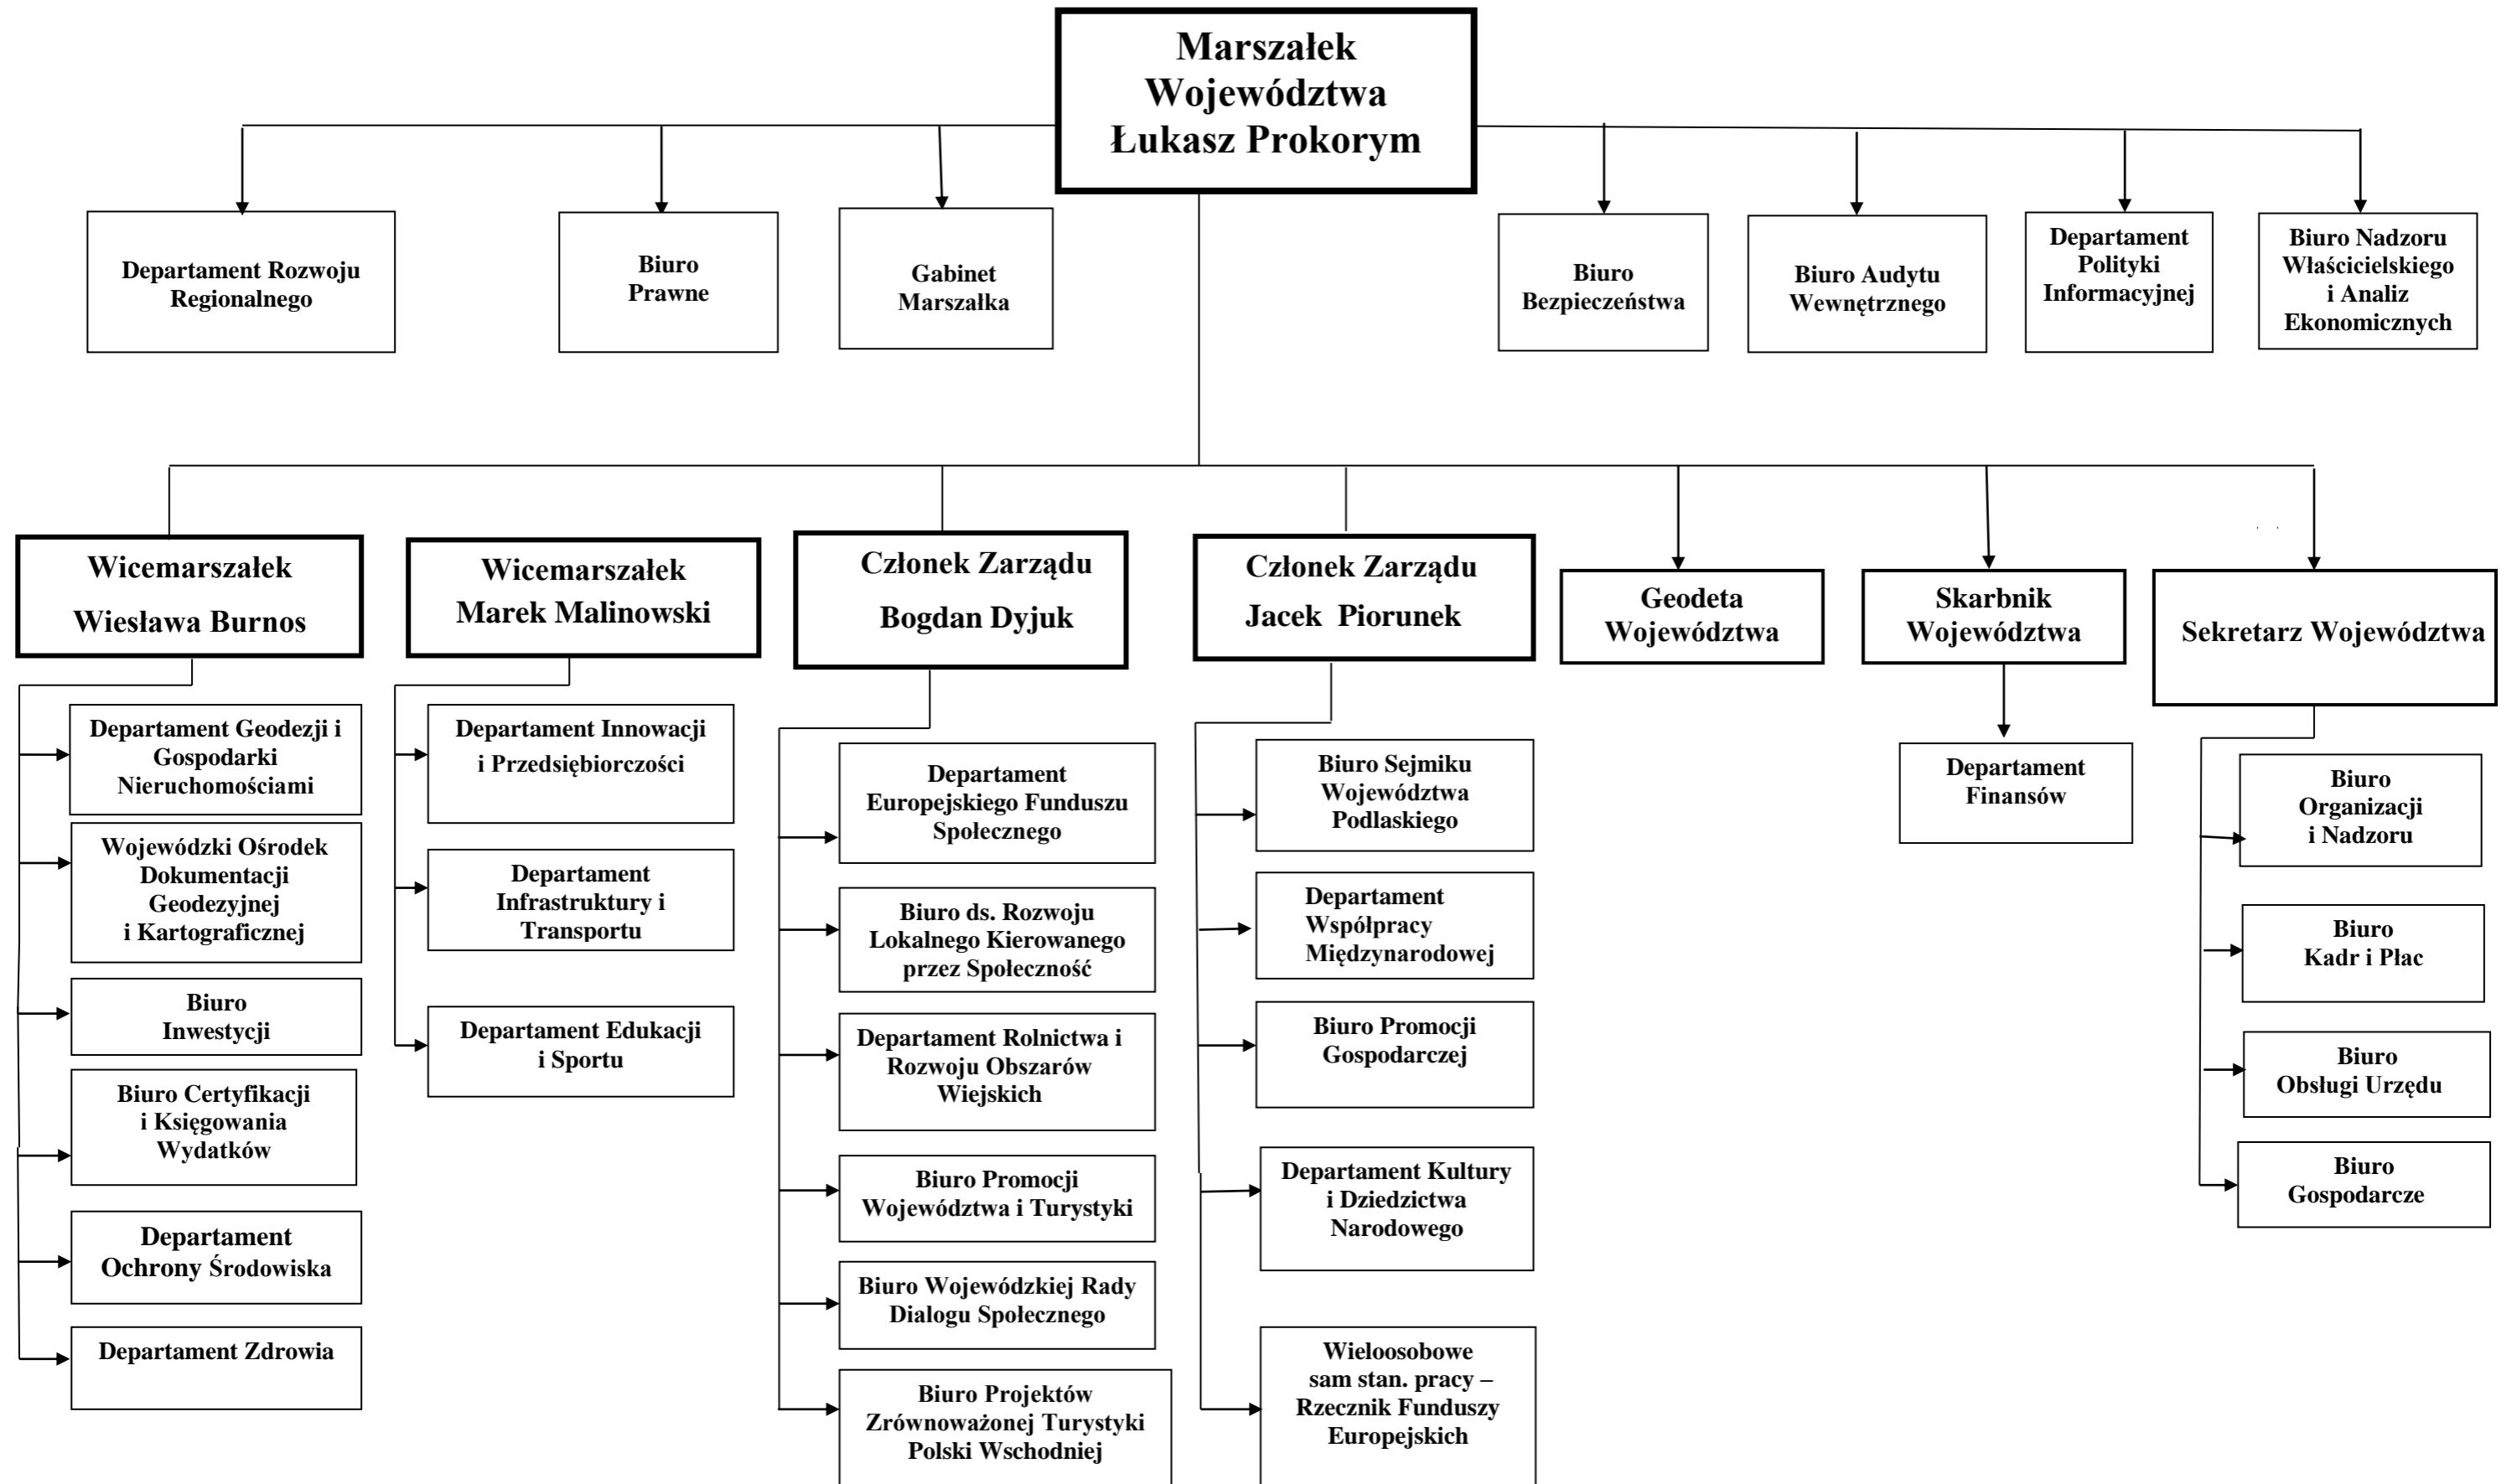 Marszałek
Województwa
Łukasz Prokorym
Departament Rozwoju
Regionalnego
Biuro
Prawne
Gabinet
Marszałka
Biuro
Bezpieczeństwa
Biuro Audytu
Wewnętrznego
Departament
Polityki
Informacyjnej
Biuro Nadzoru
Właścicielskiego
i Analiz
Ekonomicznych
Wicemarszałek
Wiesława Burnos
Wicemarszałek
Marek Malinowski
Członek Zarządu
Bogdan Dyjuk
Członek Zarządu
Jacek Piorunek
Geodeta
Województwa
Skarbnik
Województwa
Sekretarz Województwa
Departament Geodezji i
Gospodarki
Nieruchomościami
Wojewódzki Ośrodek
Dokumentacji
Geodezyjnej
i Kartograficznej
Biuro
Inwestycji
Biuro Certyfikacji
i Księgowania
Wydatków
Departament
Ochrony Środowiska
Departament Zdrowia
Departament Innowacji
i Przedsiębiorczości
Departament
Infrastruktury i
Transportu
Departament Edukacji
i Sportu
Departament
Europejskiego Funduszu
Społecznego
Biuro ds. Rozwoju
Lokalnego Kierowanego
przez Społeczność
Departament Rolnictwa i
Rozwoju Obszarów
Wiejskich
Biuro Promocji
Województwa i Turystyki
Biuro Wojewódzkiej Rady
Dialogu Społecznego
Biuro Projektów
Zrównoważonej Turystyki
Polski Wschodniej
Biuro Sejmiku
Województwa
Podlaskiego
Departament
Współpracy
Międzynarodowej
Biuro Promocji
Gospodarczej
Departament Kultury
i Dziedzictwa
Narodowego
Wieloosobowe
sam stan. pracy –
Rzecznik Funduszy
Europejskich
Departament
Finansów
Biuro
Organizacji
i Nadzoru
Biuro
Kadr i Płac
Biuro
Obsługi Urzędu
Biuro
Gospodarcze